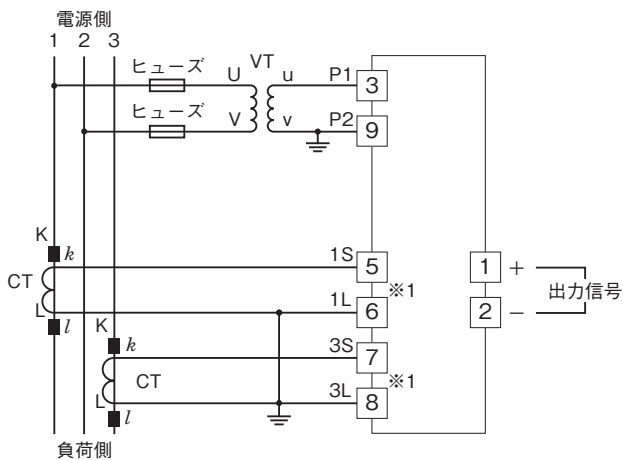 電源側
1 2 3
ヒューズ U VT u P1 3
ヒューズ V v P2 9
K k 1S 5 1 +
CT ※1 出力信号
L l 1L 6 2 −
K k 3S 7
CT ※1
L l 3L 8
負荷側